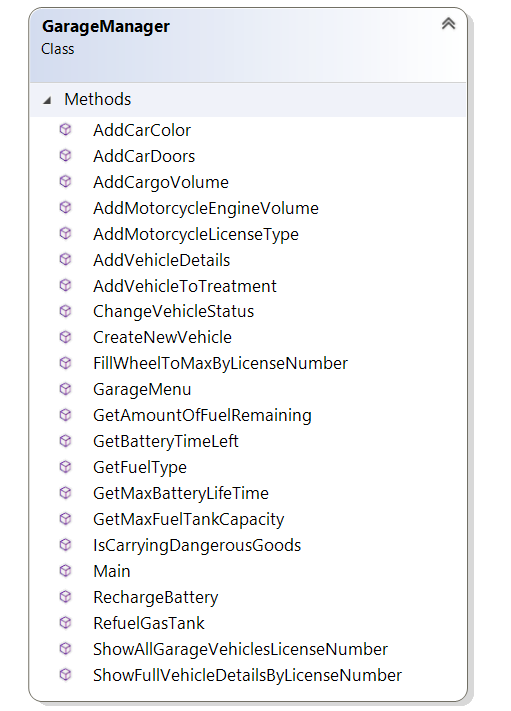 GarageManager
Class
Methods
AddCarColor
AddCarDoors
AddCargoVolume
AddMotorcycleEngineVolume
AddMotorcycleLicenseType
AddVehicleDetails
AddVehicleToTreatment
ChangeVehicleStatus
CreateNewVehicle
FillWheelToMaxByLicenseNumber
GarageMenu
GetAmountOfFuelRemaining
GetBatteryTimeLeft
GetFuelType
GetMaxBatteryLifeTime
GetMaxFuelTankCapacity
IsCarryingDangerousGoods
Main
RechargeBattery
RefuelGasTank
ShowAllGarageVehiclesLicenseNumber
ShowFullVehicleDetailsByLicenseNumber